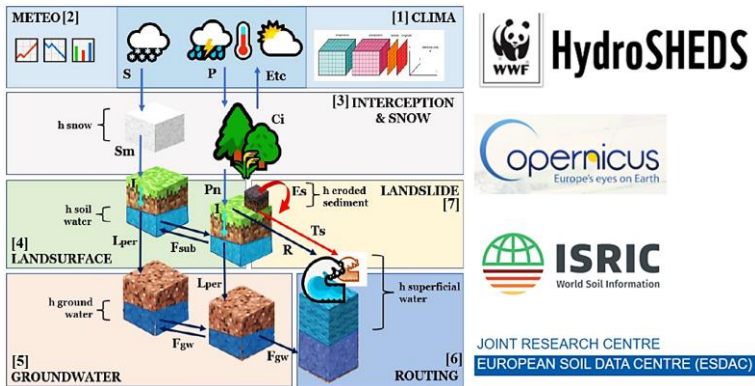 METEO [2]
[1] CLIMA
S
P
Etc
[3] INTERCEPTION
& SNOW
h snow
Ci
Sm
Pn
Es
h eroded
sediment
LANDSLIDE
[7]
I
I
h soil
water
Ts
R
[4]
LANDSURFACE
Lper
Fsub
Lper
h superficial
water
h ground
water
Fgw
Fgw
[5]
GROUNDWATER
[6]
ROUTING
WWF
HydroSHEDS
Copernicus
Europe's eyes on Earth
ISRIC
World Soil Information
JOINT RESEARCH CENTRE
EUROPEAN SOIL DATA CENTRE (ESDAC)